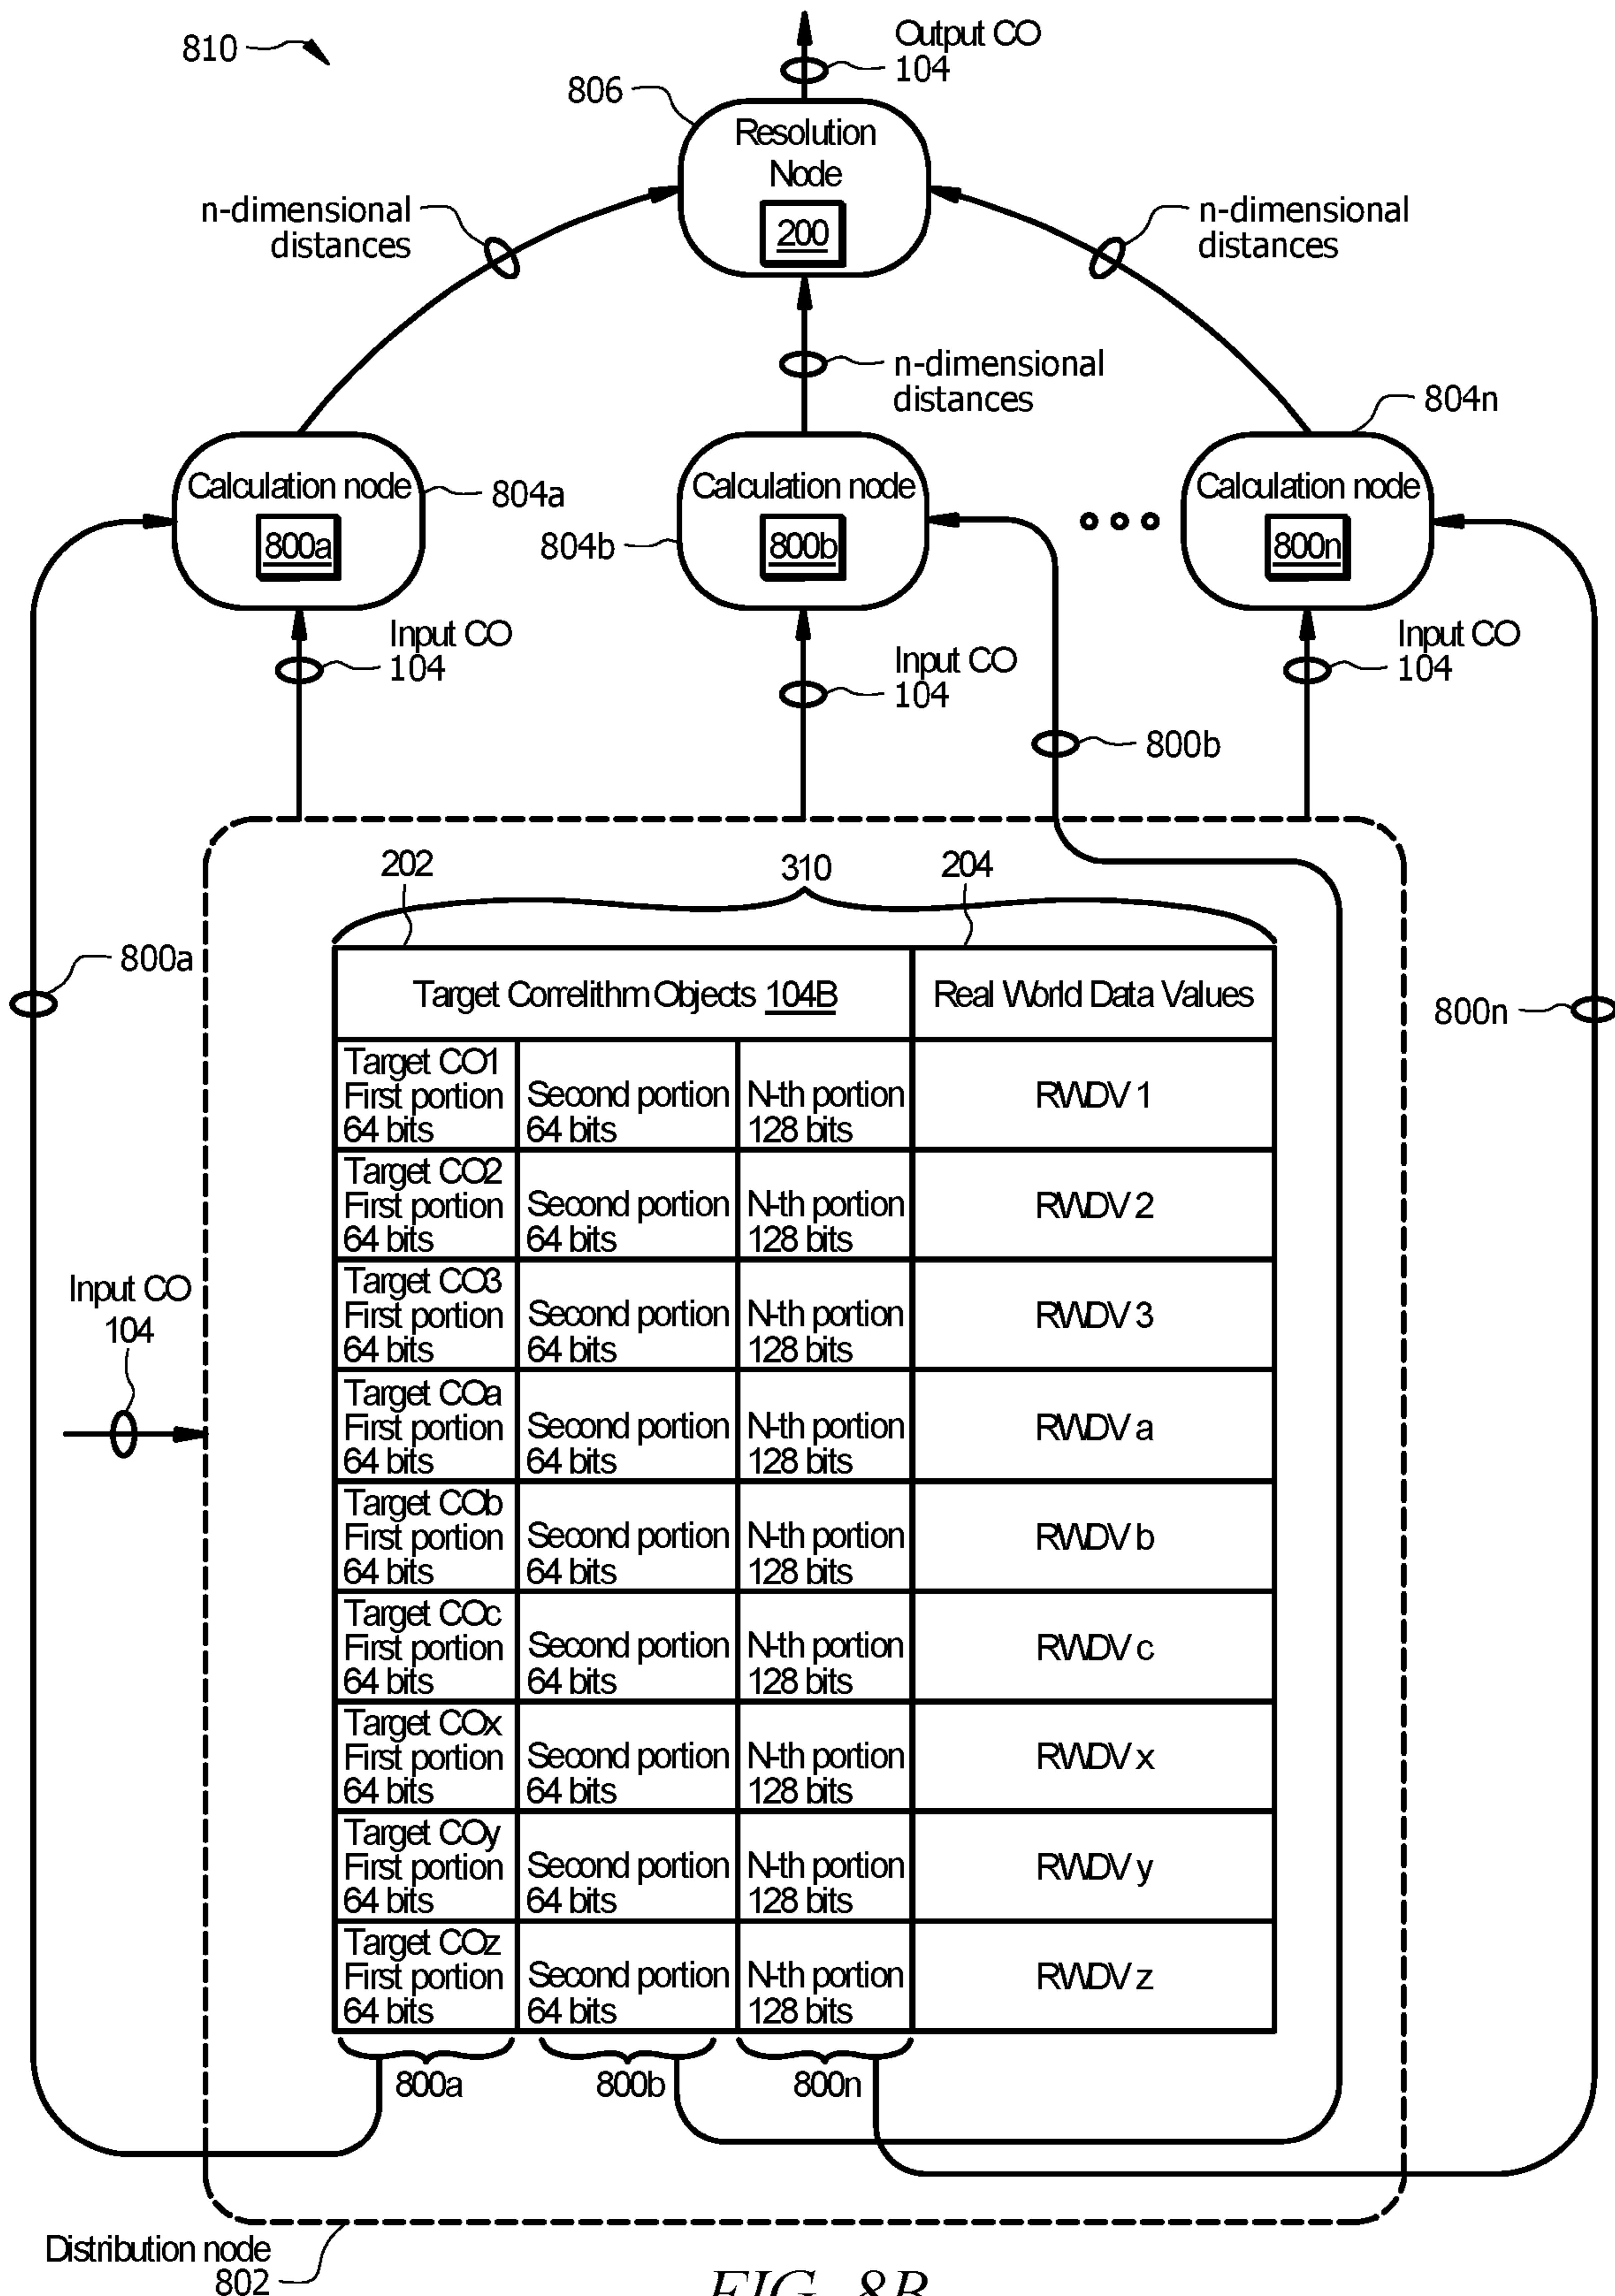 810
Output CO
104
806
Resolution
Node
200
n-dimensional
distances
n-dimensional
distances
n-dimensional
distances
804n
Calculation node
800a
804a
Calculation node
800b
804b
Calculation node
800n
Input CO
104
Input CO
104
Input CO
104
800b
202
310
204
800a
800n
Target Correlithm Objects 104B
Real World Data Values
Target CO1
First portion
64 bits
Second portion
64 bits
N-th portion
128 bits
RWDV 1
Target CO2
First portion
64 bits
Second portion
64 bits
N-th portion
128 bits
RWDV 2
Target CO3
First portion
64 bits
Second portion
64 bits
N-th portion
128 bits
RWDV 3
Target COa
First portion
64 bits
Second portion
64 bits
N-th portion
128 bits
RWDV a
Target COb
First portion
64 bits
Second portion
64 bits
N-th portion
128 bits
RWDV b
Target COc
First portion
64 bits
Second portion
64 bits
N-th portion
128 bits
RWDV c
Target COx
First portion
64 bits
Second portion
64 bits
N-th portion
128 bits
RWDV x
Target COy
First portion
64 bits
Second portion
64 bits
N-th portion
128 bits
RWDV y
Target COz
First portion
64 bits
Second portion
64 bits
N-th portion
128 bits
RWDV z
Input CO
104
800a
800b
800n
Distribution node
802
FIG. 8B